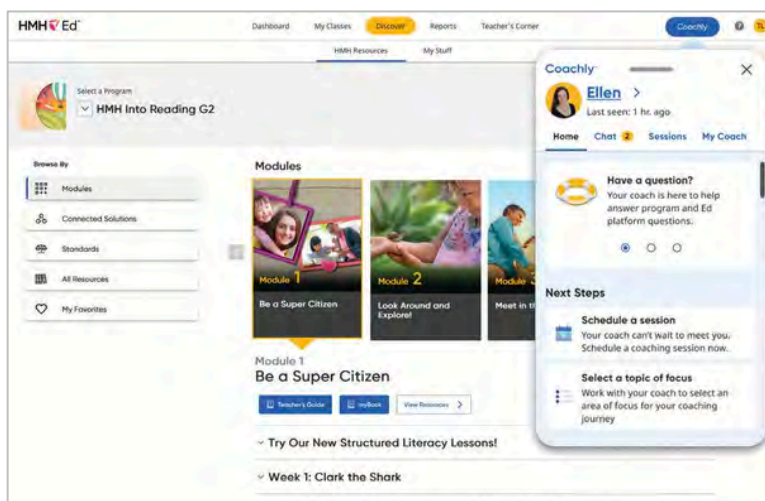 HMH Ed
Dashboard My Classes Discover Reports Teacher's Corner
Coachly
? TL
HMH Resources My Stuff
Select a Program
HMH Into Reading G2
Browse By
Modules
Connected Solutions
Standards
All Resources
My Favorites
Modules
Module 1
Be a Super Citizen
Module 2
Look Around and
Explore!
Module 3
Meet in th
Module 1
Be a Super Citizen
Teacher's Guide myBook View Resources
Try Our New Structured Literacy Lessons!
Week 1: Clark the Shark
Coachly
Ellen
Last seen: 1 hr. ago
Home Chat 2 Sessions My Coach
Have a question?
Your coach is here to help
answer program and Ed
platform questions.
Next Steps
Schedule a session
Your coach can't wait to meet you.
Schedule a coaching session now.
Select a topic of focus
Work with your coach to select an
area of focus for your coaching
journey